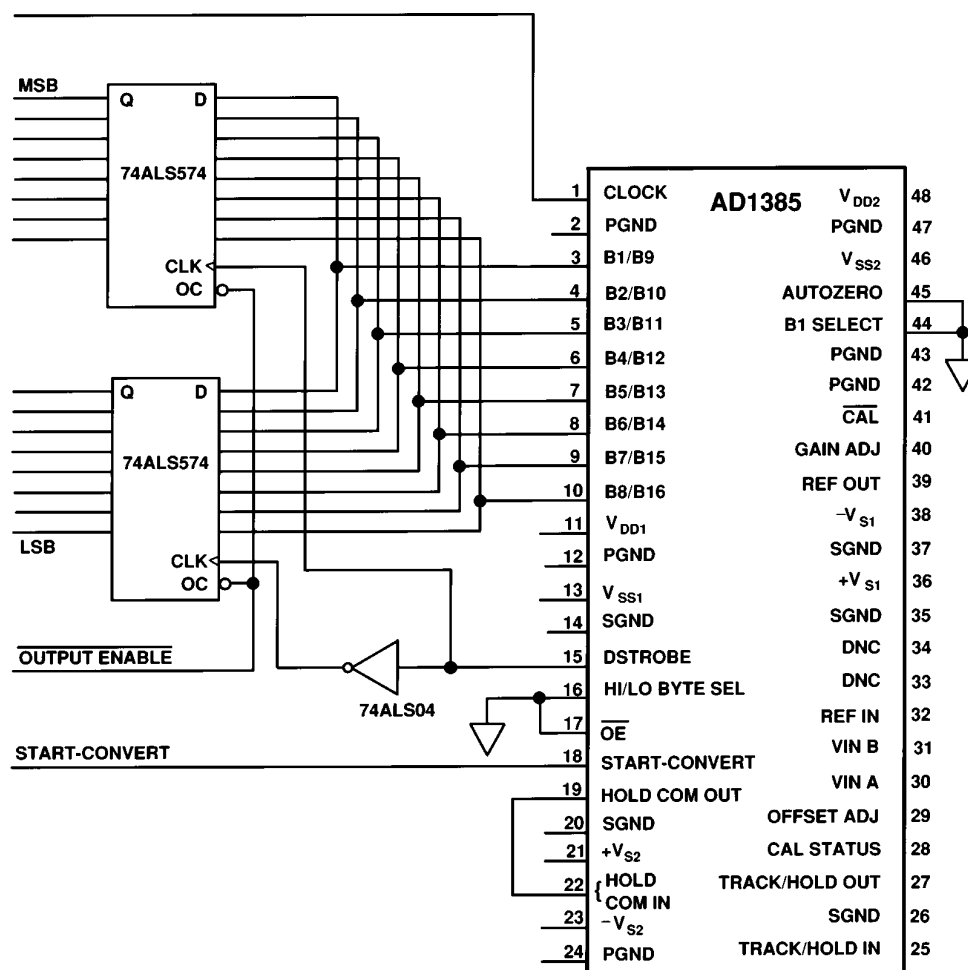 MSB
Q D
74ALS574
CLK
OC
Q D
74ALS574
LSB
CLK
OC
OUTPUT ENABLE
74ALS04
START-CONVERT
AD1385
1 CLOCK
2 PGND
3 B1/B9
4 B2/B10
5 B3/B11
6 B4/B12
7 B5/B13
8 B6/B14
9 B7/B15
10 B8/B16
11 VDD1
12 PGND
13 VSS1
14 SGND
15 DSTROBE
16 HI/LO BYTE SEL
17 OE
18 START-CONVERT
19 HOLD COM OUT
20 SGND
21 +VS2
22 { HOLD
COM IN
23 −VS2
24 PGND
VDD2 48
PGND 47
VSS2 46
AUTOZERO 45
B1 SELECT 44
PGND 43
PGND 42
CAL 41
GAIN ADJ 40
REF OUT 39
−VS1 38
SGND 37
+VS1 36
SGND 35
DNC 34
DNC 33
REF IN 32
VIN B 31
VIN A 30
OFFSET ADJ 29
CAL STATUS 28
TRACK/HOLD OUT 27
SGND 26
TRACK/HOLD IN 25